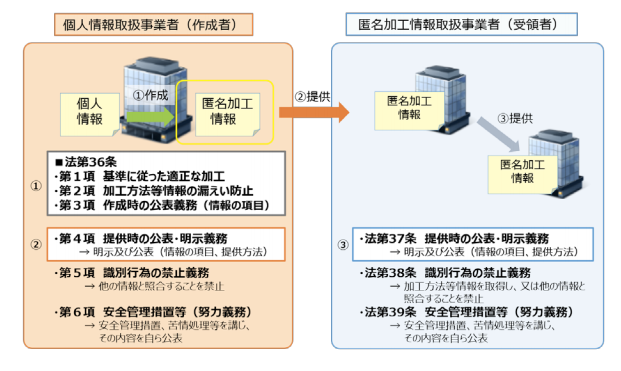 個人情報取扱事業者（作成者）
個人
情報
①作成
匿名加工
情報
②提供
■法第36条
①
・第１項 基準に従った適正な加工
・第２項 加工方法等情報の漏えい防止
・第３項 作成時の公表義務（情報の項目）
②
・第４項 提供時の公表・明示義務
→ 明示及び公表（情報の項目、提供方法）
・第５項 識別行為の禁止義務
→ 他の情報と照合することを禁止
・第６項 安全管理措置等（努力義務）
→ 安全管理措置、苦情処理等を講じ、
その内容を自ら公表
匿名加工情報取扱事業者（受領者）
匿名加工
情報
③提供
匿名加工
情報
③
・法第37条 提供時の公表・明示義務
→ 明示及び公表（情報の項目、提供方法）
・法第38条 識別行為の禁止義務
→ 加工方法等情報を取得し、又は他の情報と
照合することを禁止
・法第39条 安全管理措置等（努力義務）
→ 安全管理措置、苦情処理等を講じ、
その内容を自ら公表